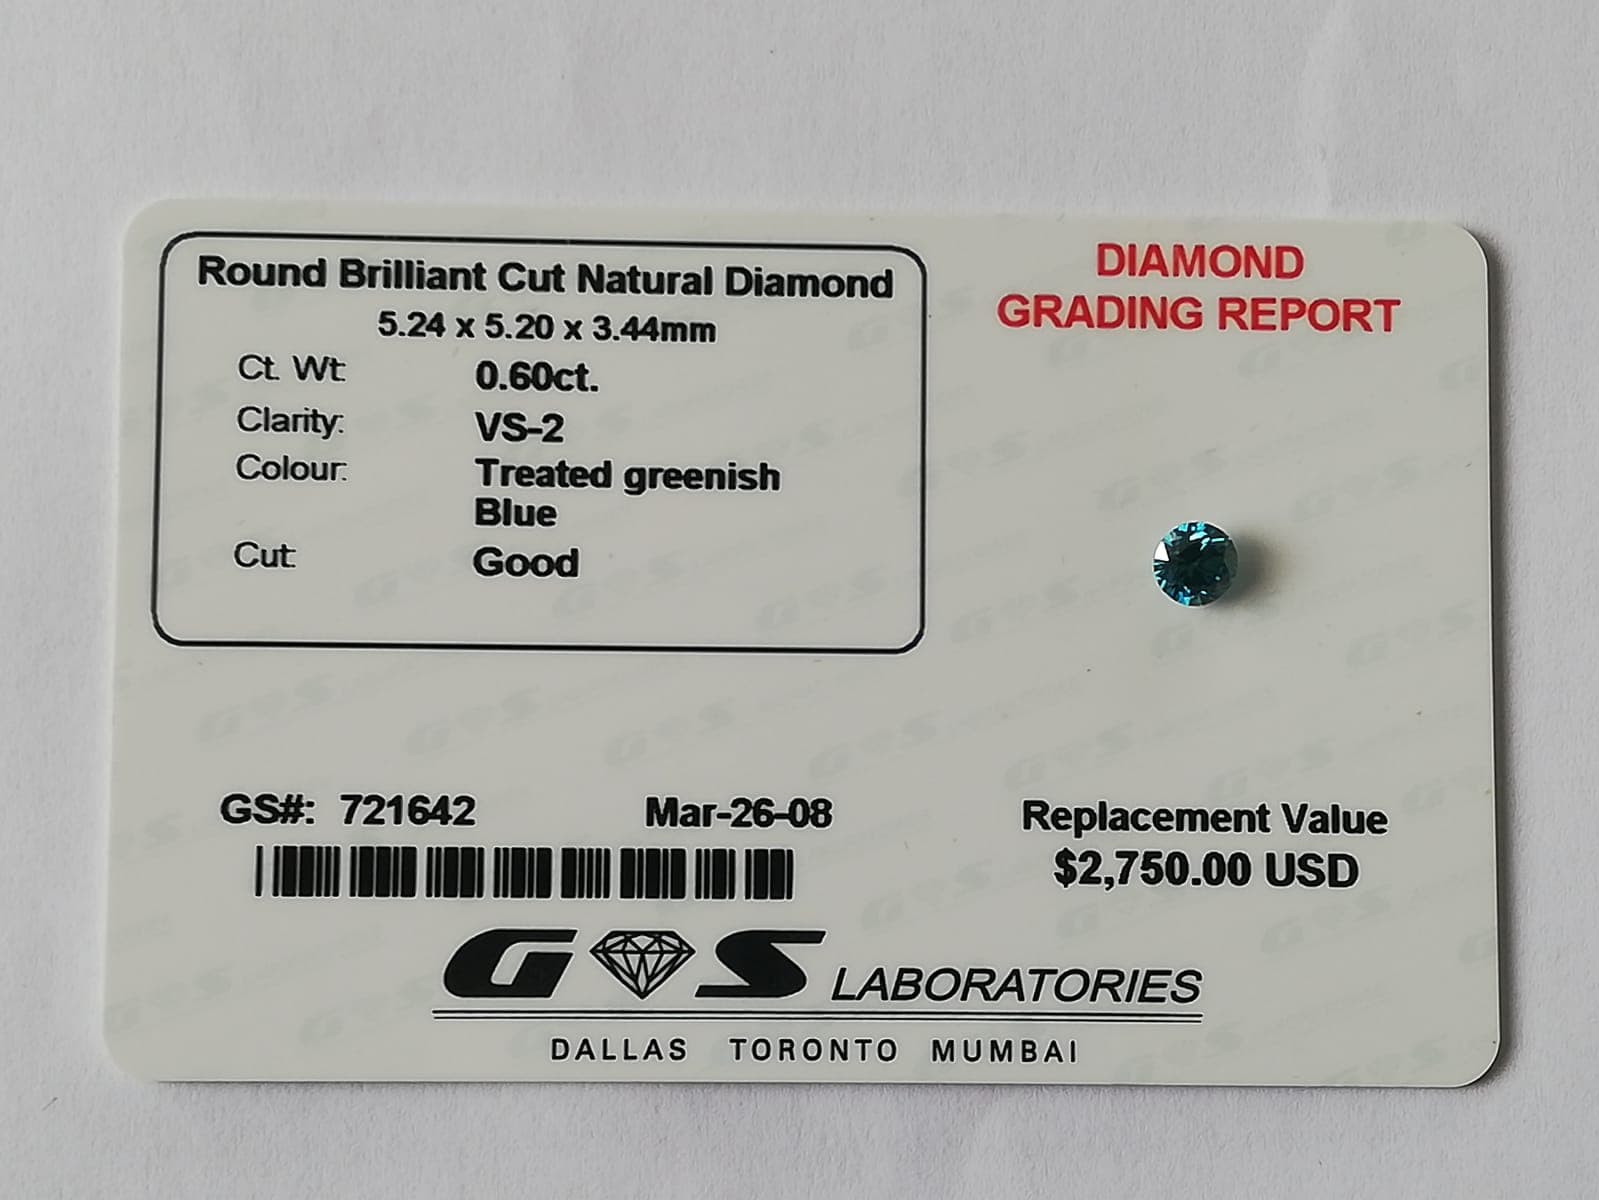 Round Brilliant Cut Natural Diamond
5.24 x 5.20 x 3.44mm
Ct. Wt: 0.60ct.
Clarity: VS-2
Colour: Treated greenish
Blue
Cut: Good
DIAMOND
GRADING REPORT
GS#: 721642 Mar-26-08
Replacement Value
$2,750.00 USD
GS LABORATORIES
DALLAS TORONTO MUMBAI